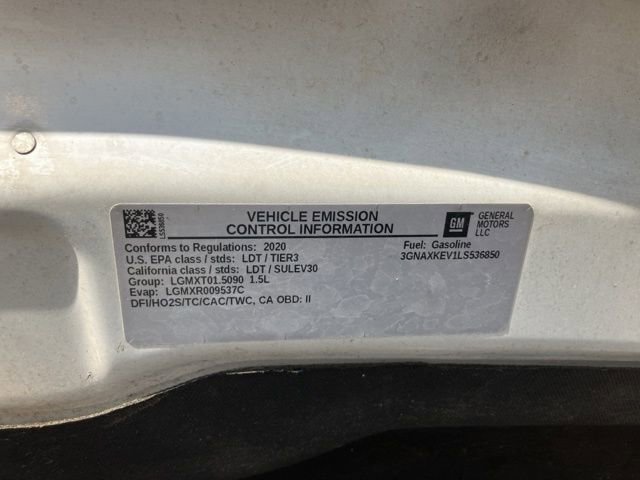 LS536850
VEHICLE EMISSION
CONTROL INFORMATION
GM
GENERAL
MOTORS
LLC
Conforms to Regulations: 2020
U.S. EPA class / stds: LDT / TIER3
California class / stds: LDT / SULEV30
Group: LGMXT01.5090 1.5L
Evap: LGMXR009537C
DFI/HO2S/TC/CAC/TWC, CA OBD: II
Fuel: Gasoline
3GNAXKEV1LS536850